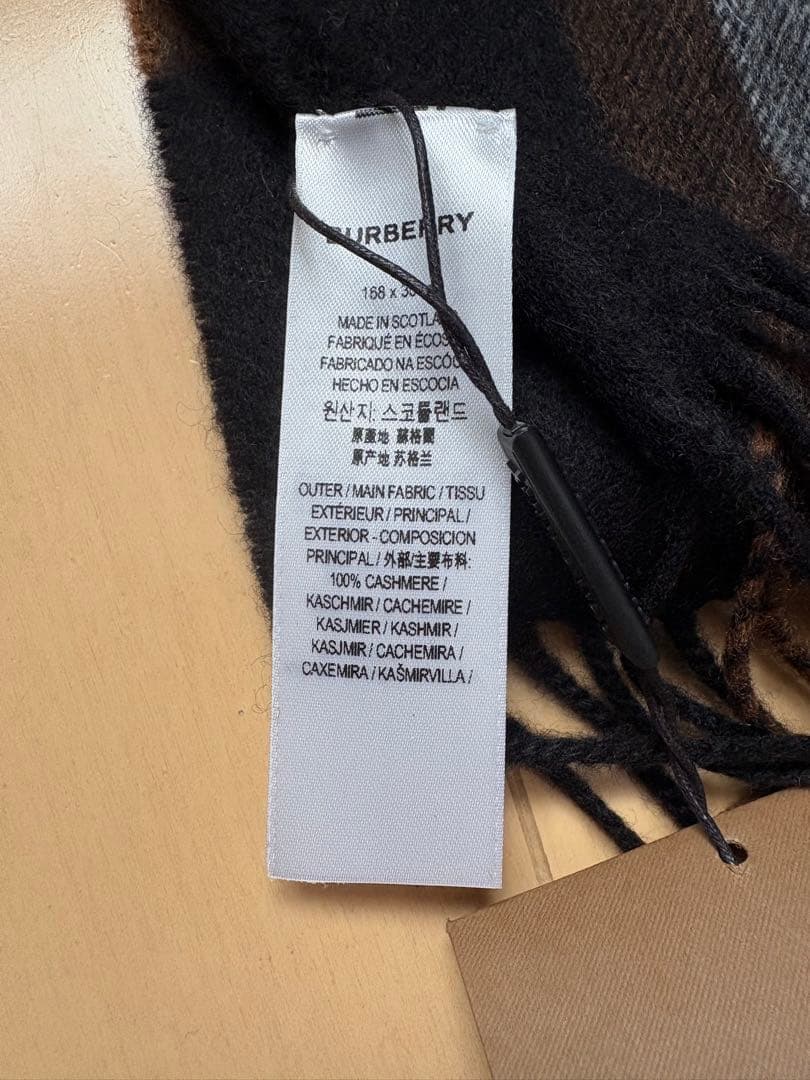 BURBERRY
168 x 30
MADE IN SCOTLA
FABRIQUÉ EN ÉCOS
FABRICADO NA ESCÓC
HECHO EN ESCOCIA
원산지: 스코틀랜드
原產地 蘇格蘭
原产地 苏格兰
OUTER / MAIN FABRIC / TISSU
EXTÉRIEUR / PRINCIPAL /
EXTERIOR - COMPOSICION
PRINCIPAL / 外部/主要布料:
100% CASHMERE /
KASCHMIR / CACHEMIRE /
KASJMIER / KASHMIR /
KASJMIR / CACHEMIRA /
CAXEMIRA / KAŠMIRVILLA /